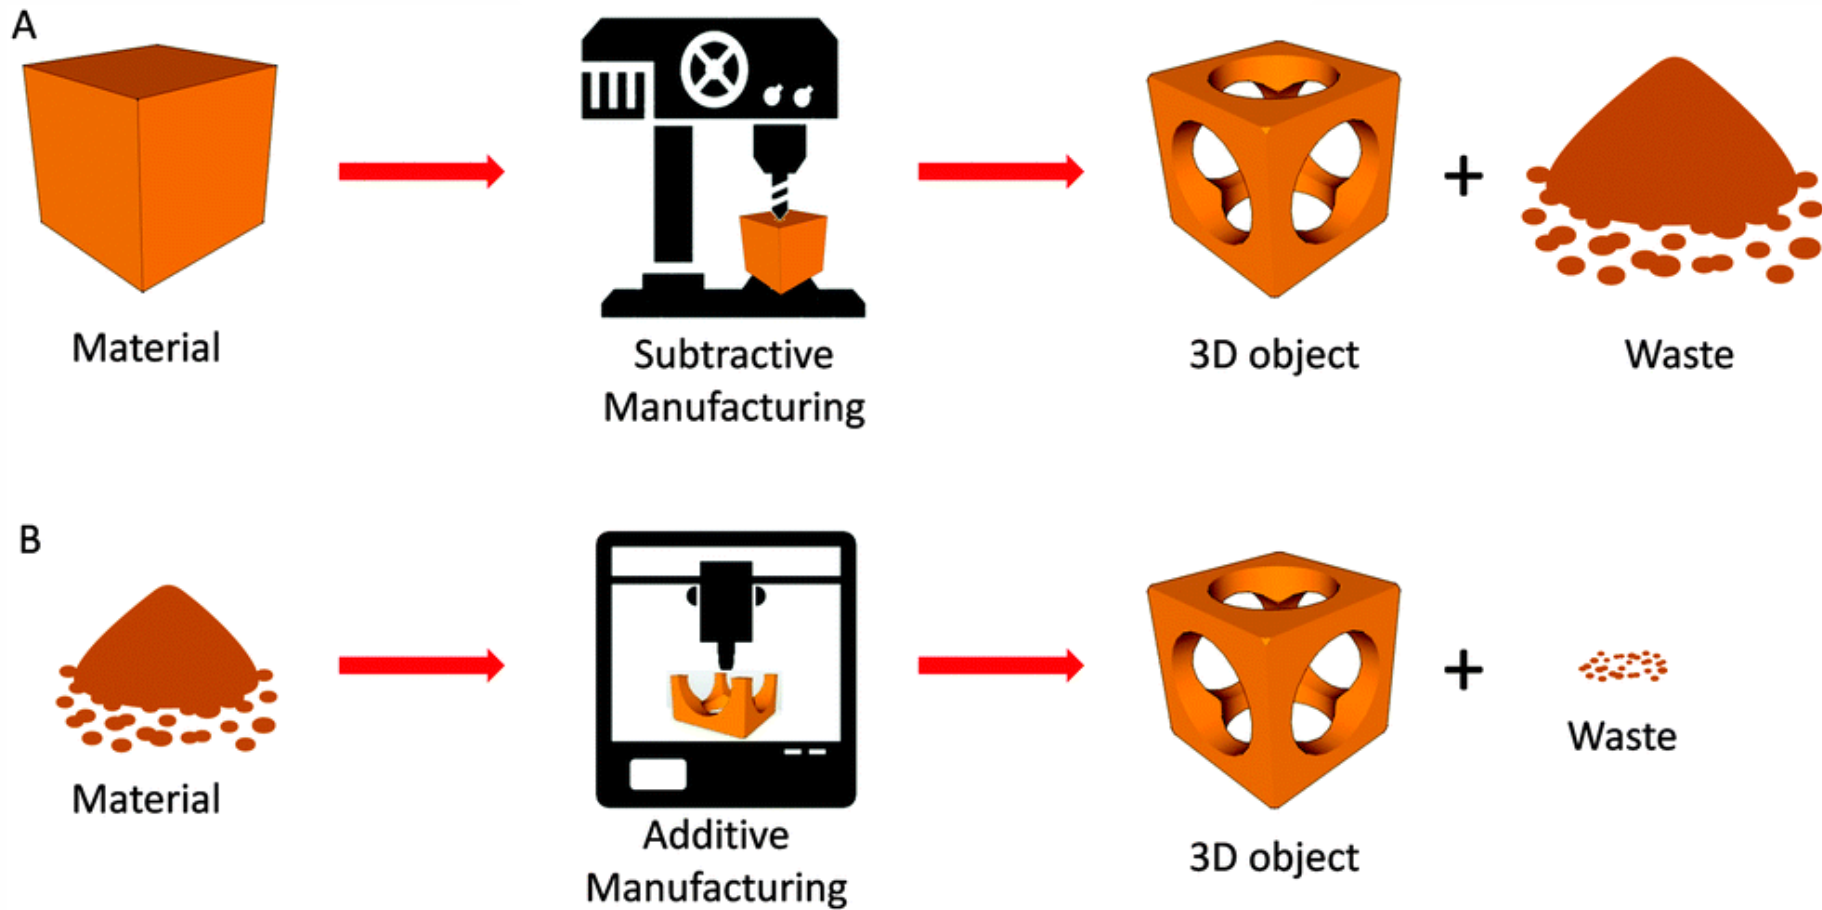 A
Material
Subtractive
Manufacturing
3D object
+
Waste
B
Material
Additive
Manufacturing
3D object
+
Waste